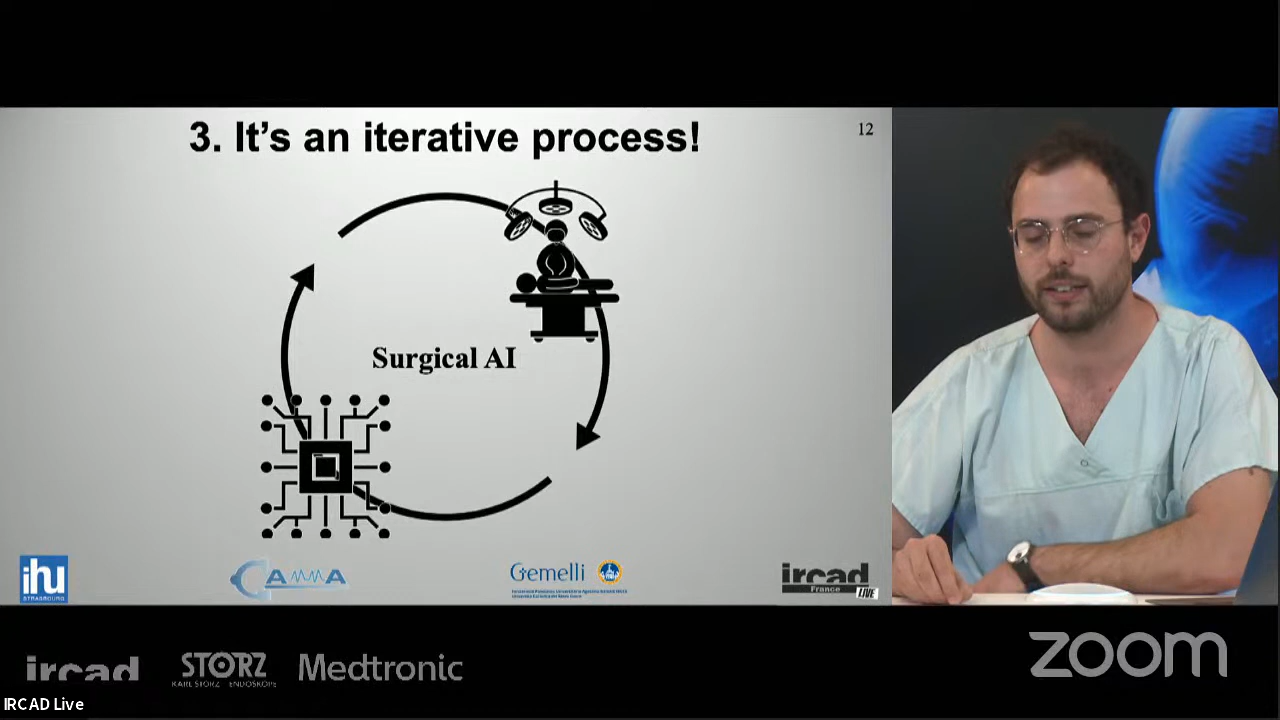 3. It's an iterative process!
12
Surgical AI
ihu
STRASBOURG
CAMMA
Gemelli
ircad
France
LIVE
ircad
STORZ
KARL STORZ - ENDOSKOPE
Medtronic
zoom
IRCAD Live